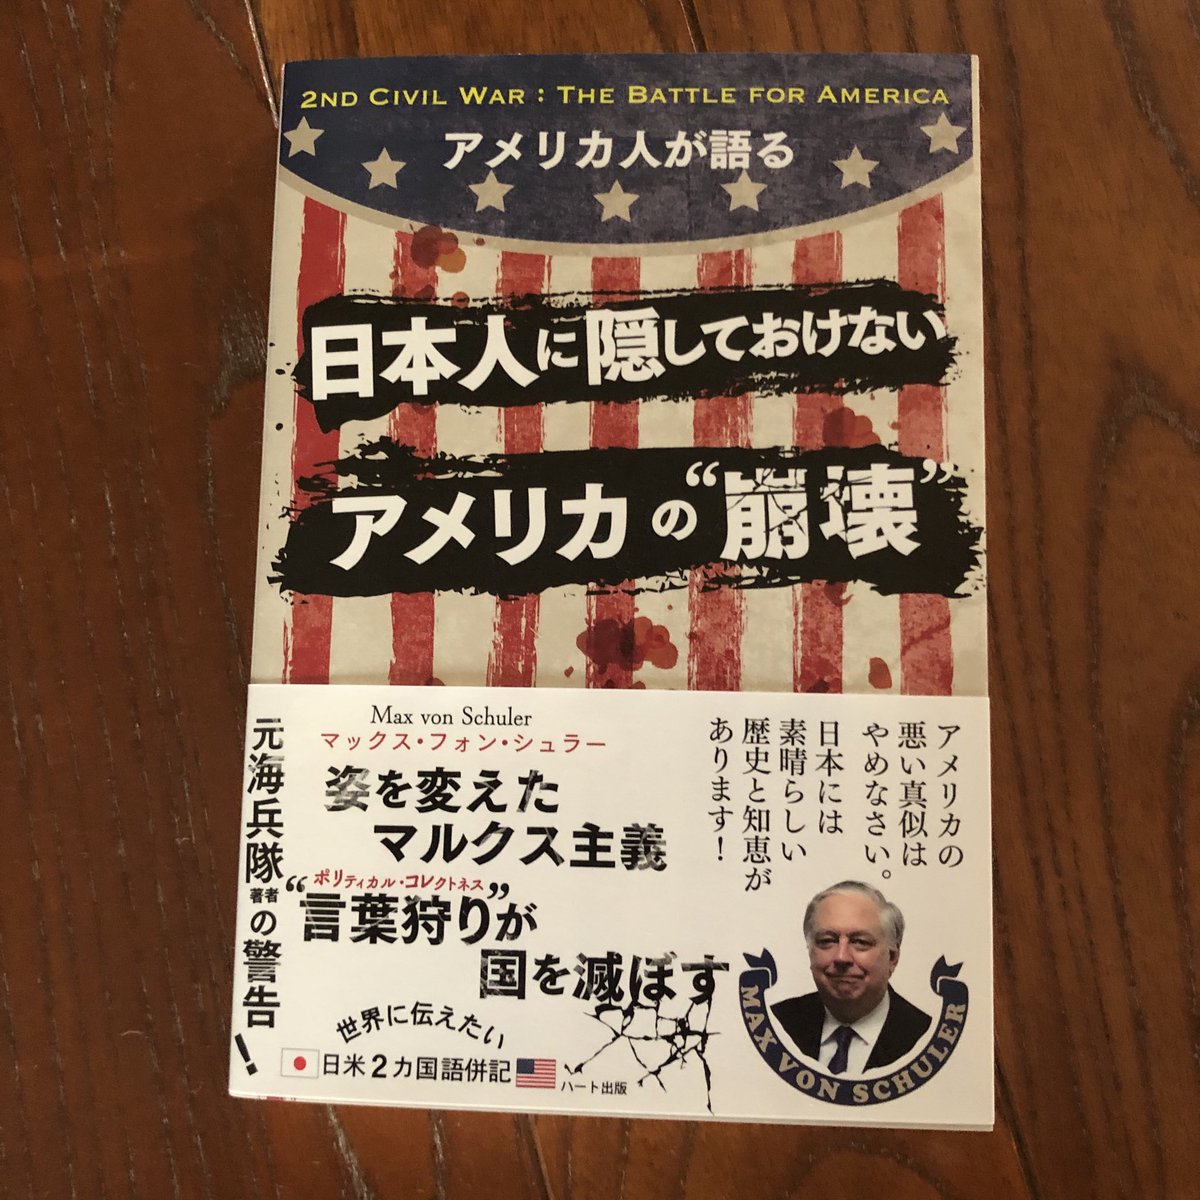 2ND CIVIL WAR : THE BATTLE FOR AMERICA
アメリカ人が語る
日本人に隠しておけない
アメリカの“崩壊”
Max von Schuler
マックス・フォン・シュラー
アメリカの
悪い真似は
やめなさい。
日本には
素晴らしい
歴史と知恵が
あります!
姿を変えた
マルクス主義
ポリティカル・コレクトネス
“言葉狩り”が
国を滅ぼす
元海兵隊著者の警告!
世界に伝えたい
日米2カ国語併記
ハート出版
MAX VON SCHULER